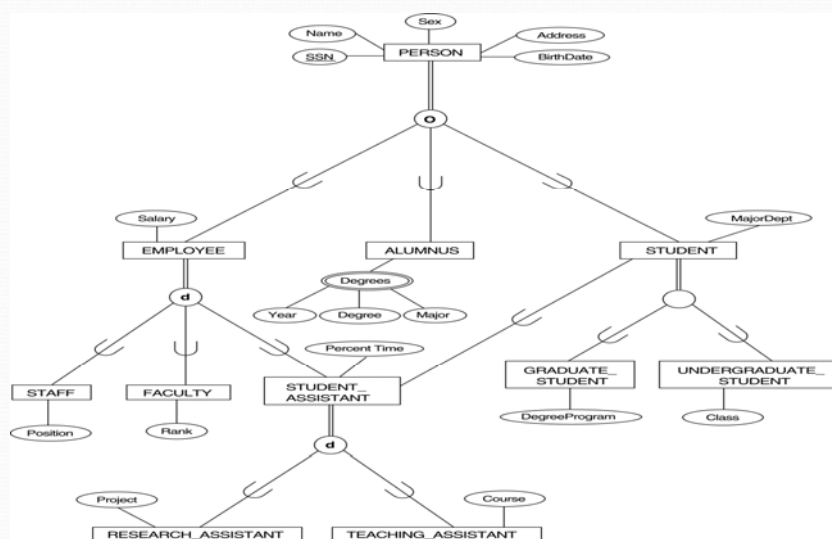 Sex
Name
Address
PERSON
SSN
BirthDate
O
Salary
MajorDept
EMPLOYEE
ALUMNUS
STUDENT
Degrees
d
Year
Degree
Major
Percent Time
STAFF
FACULTY
STUDENT_
ASSISTANT
GRADUATE_
STUDENT
UNDERGRADUATE_
STUDENT
Position
Rank
DegreeProgram
Class
d
Project
Course
RESEARCH_ASSISTANT
TEACHING_ASSISTANT